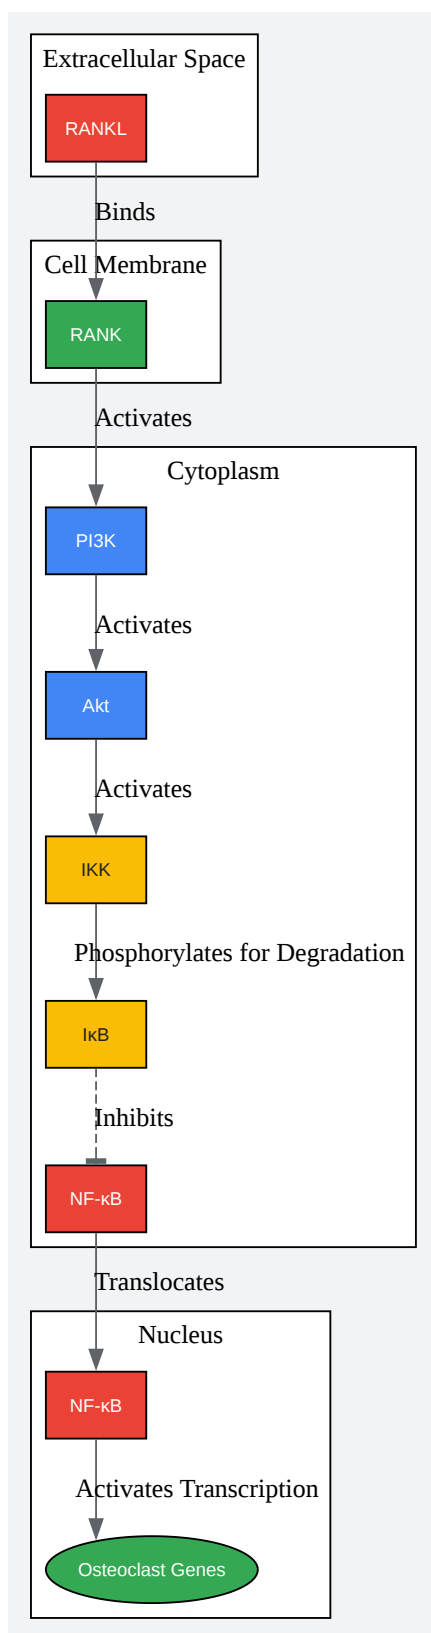 Extracellular Space
RANKL
Binds
Cell Membrane
RANK
Activates
Cytoplasm
PI3K
Activates
Akt
Activates
IKK
Phosphorylates for Degradation
IκB
Inhibits
NF-κB
Translocates
Nucleus
NF-κB
Activates Transcription
Osteoclast Genes